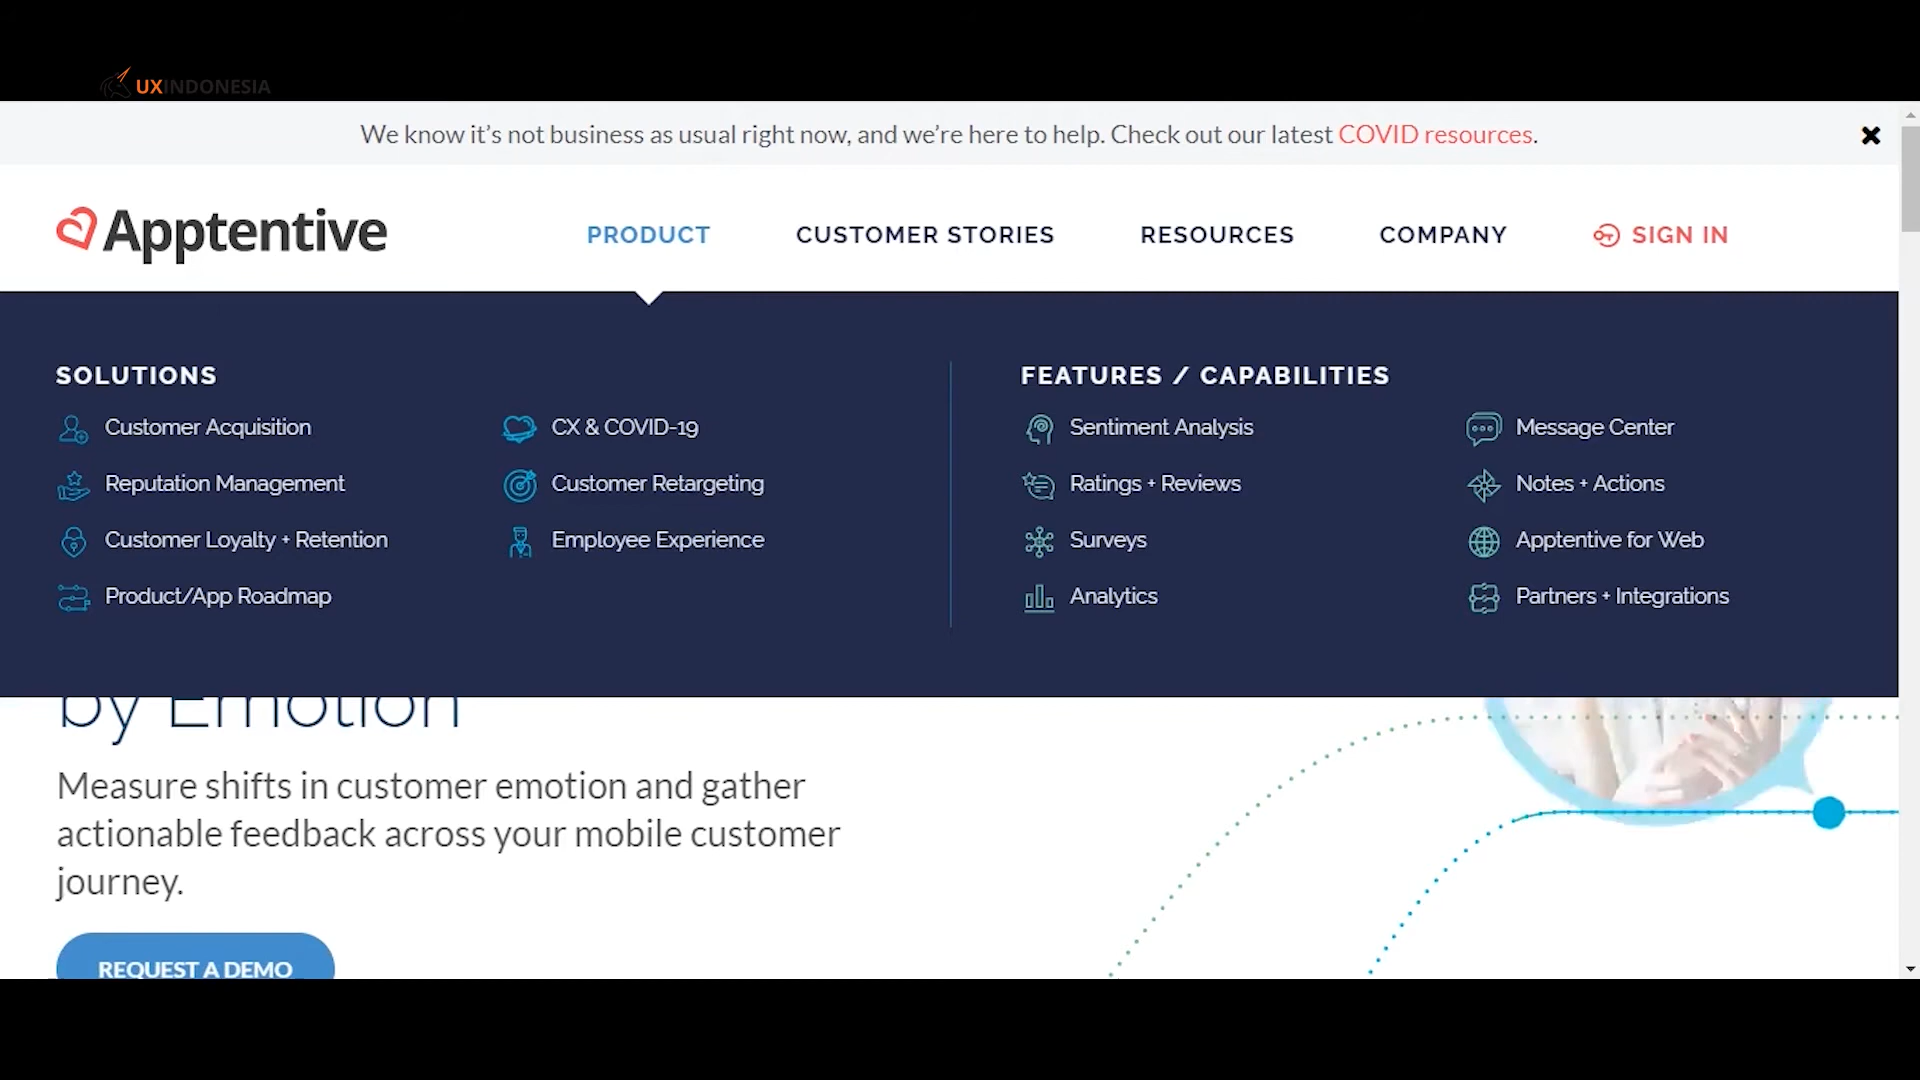 UXINDONESIA
We know it's not business as usual right now, and we're here to help. Check out our latest COVID resources.
Apptentive
PRODUCT
CUSTOMER STORIES
RESOURCES
COMPANY
SIGN IN
SOLUTIONS
Customer Acquisition
Reputation Management
Customer Loyalty + Retention
Product/App Roadmap
CX & COVID-19
Customer Retargeting
Employee Experience
FEATURES / CAPABILITIES
Sentiment Analysis
Ratings + Reviews
Surveys
Analytics
Message Center
Notes + Actions
Apptentive for Web
Partners + Integrations
by Emotion
Measure shifts in customer emotion and gather
actionable feedback across your mobile customer
journey.
REQUEST A DEMO